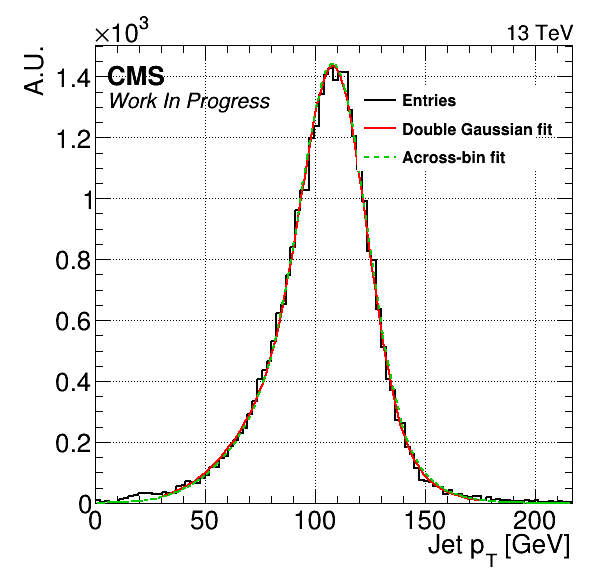 ×10³
13 TeV
A.U.
CMS
Work In Progress
Entries
Double Gaussian fit
Across-bin fit
1.4
1.2
1
0.8
0.6
0.4
0.2
0
0 50 100 150 200
Jet p_T [GeV]